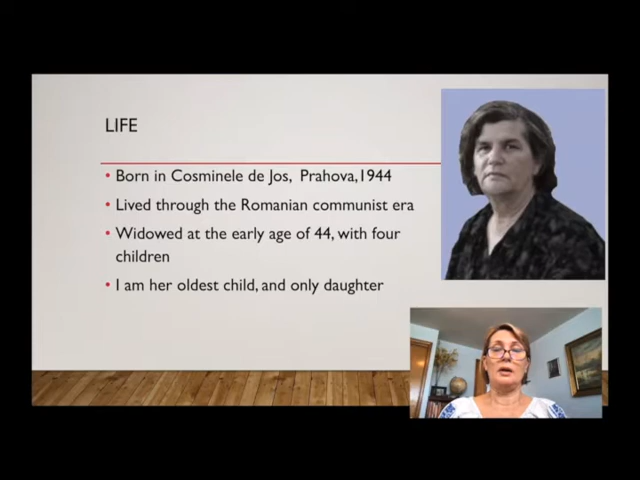 LIFE
• Born in Cosminele de Jos, Prahova,1944
• Lived through the Romanian communist era
• Widowed at the early age of 44, with four
children
• I am her oldest child, and only daughter